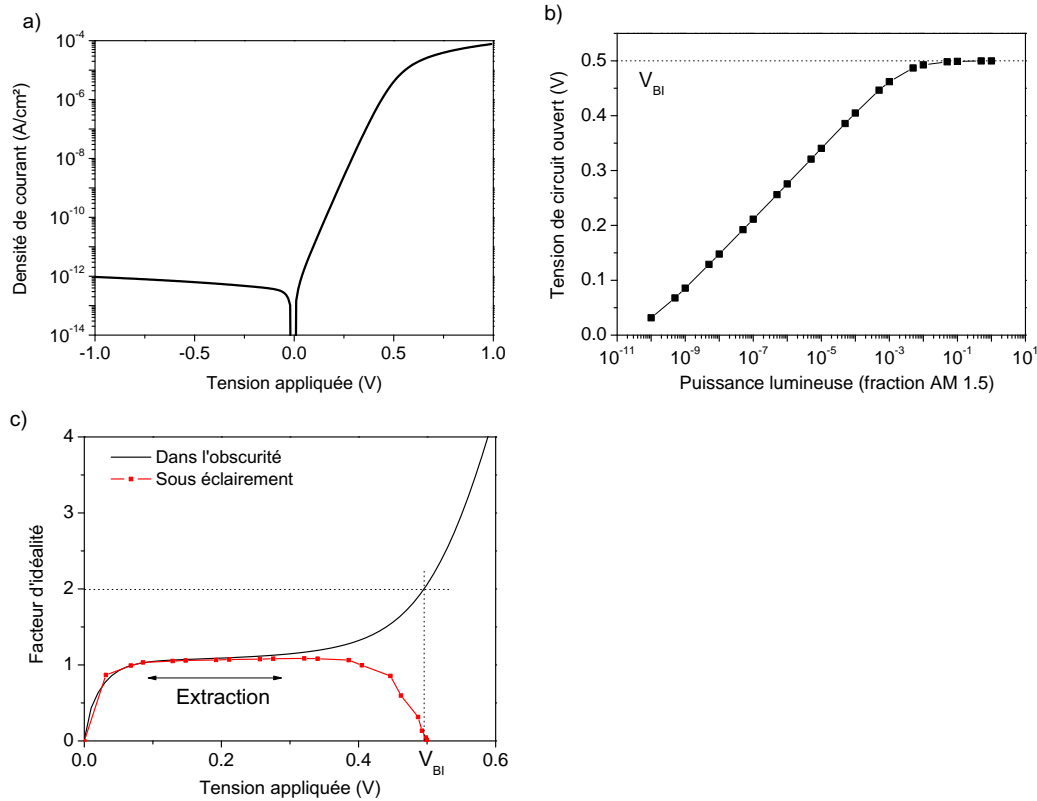 a)
Densité de courant (A/cm²)
10⁻⁴
10⁻⁶
10⁻⁸
10⁻¹⁰
10⁻¹²
10⁻¹⁴
-1.0 -0.5 0.0 0.5 1.0
Tension appliquée (V)
b)
Tension de circuit ouvert (V)
0.5
0.4
0.3
0.2
0.1
0.0
V_BI
10⁻¹¹ 10⁻⁹ 10⁻⁷ 10⁻⁵ 10⁻³ 10⁻¹ 10¹
Puissance lumineuse (fraction AM 1.5)
c)
Facteur d'idéalité
4
3
2
1
0
Dans l'obscurité
Sous éclairement
Extraction
0.0 0.2 0.4 V_BI 0.6
Tension appliquée (V)